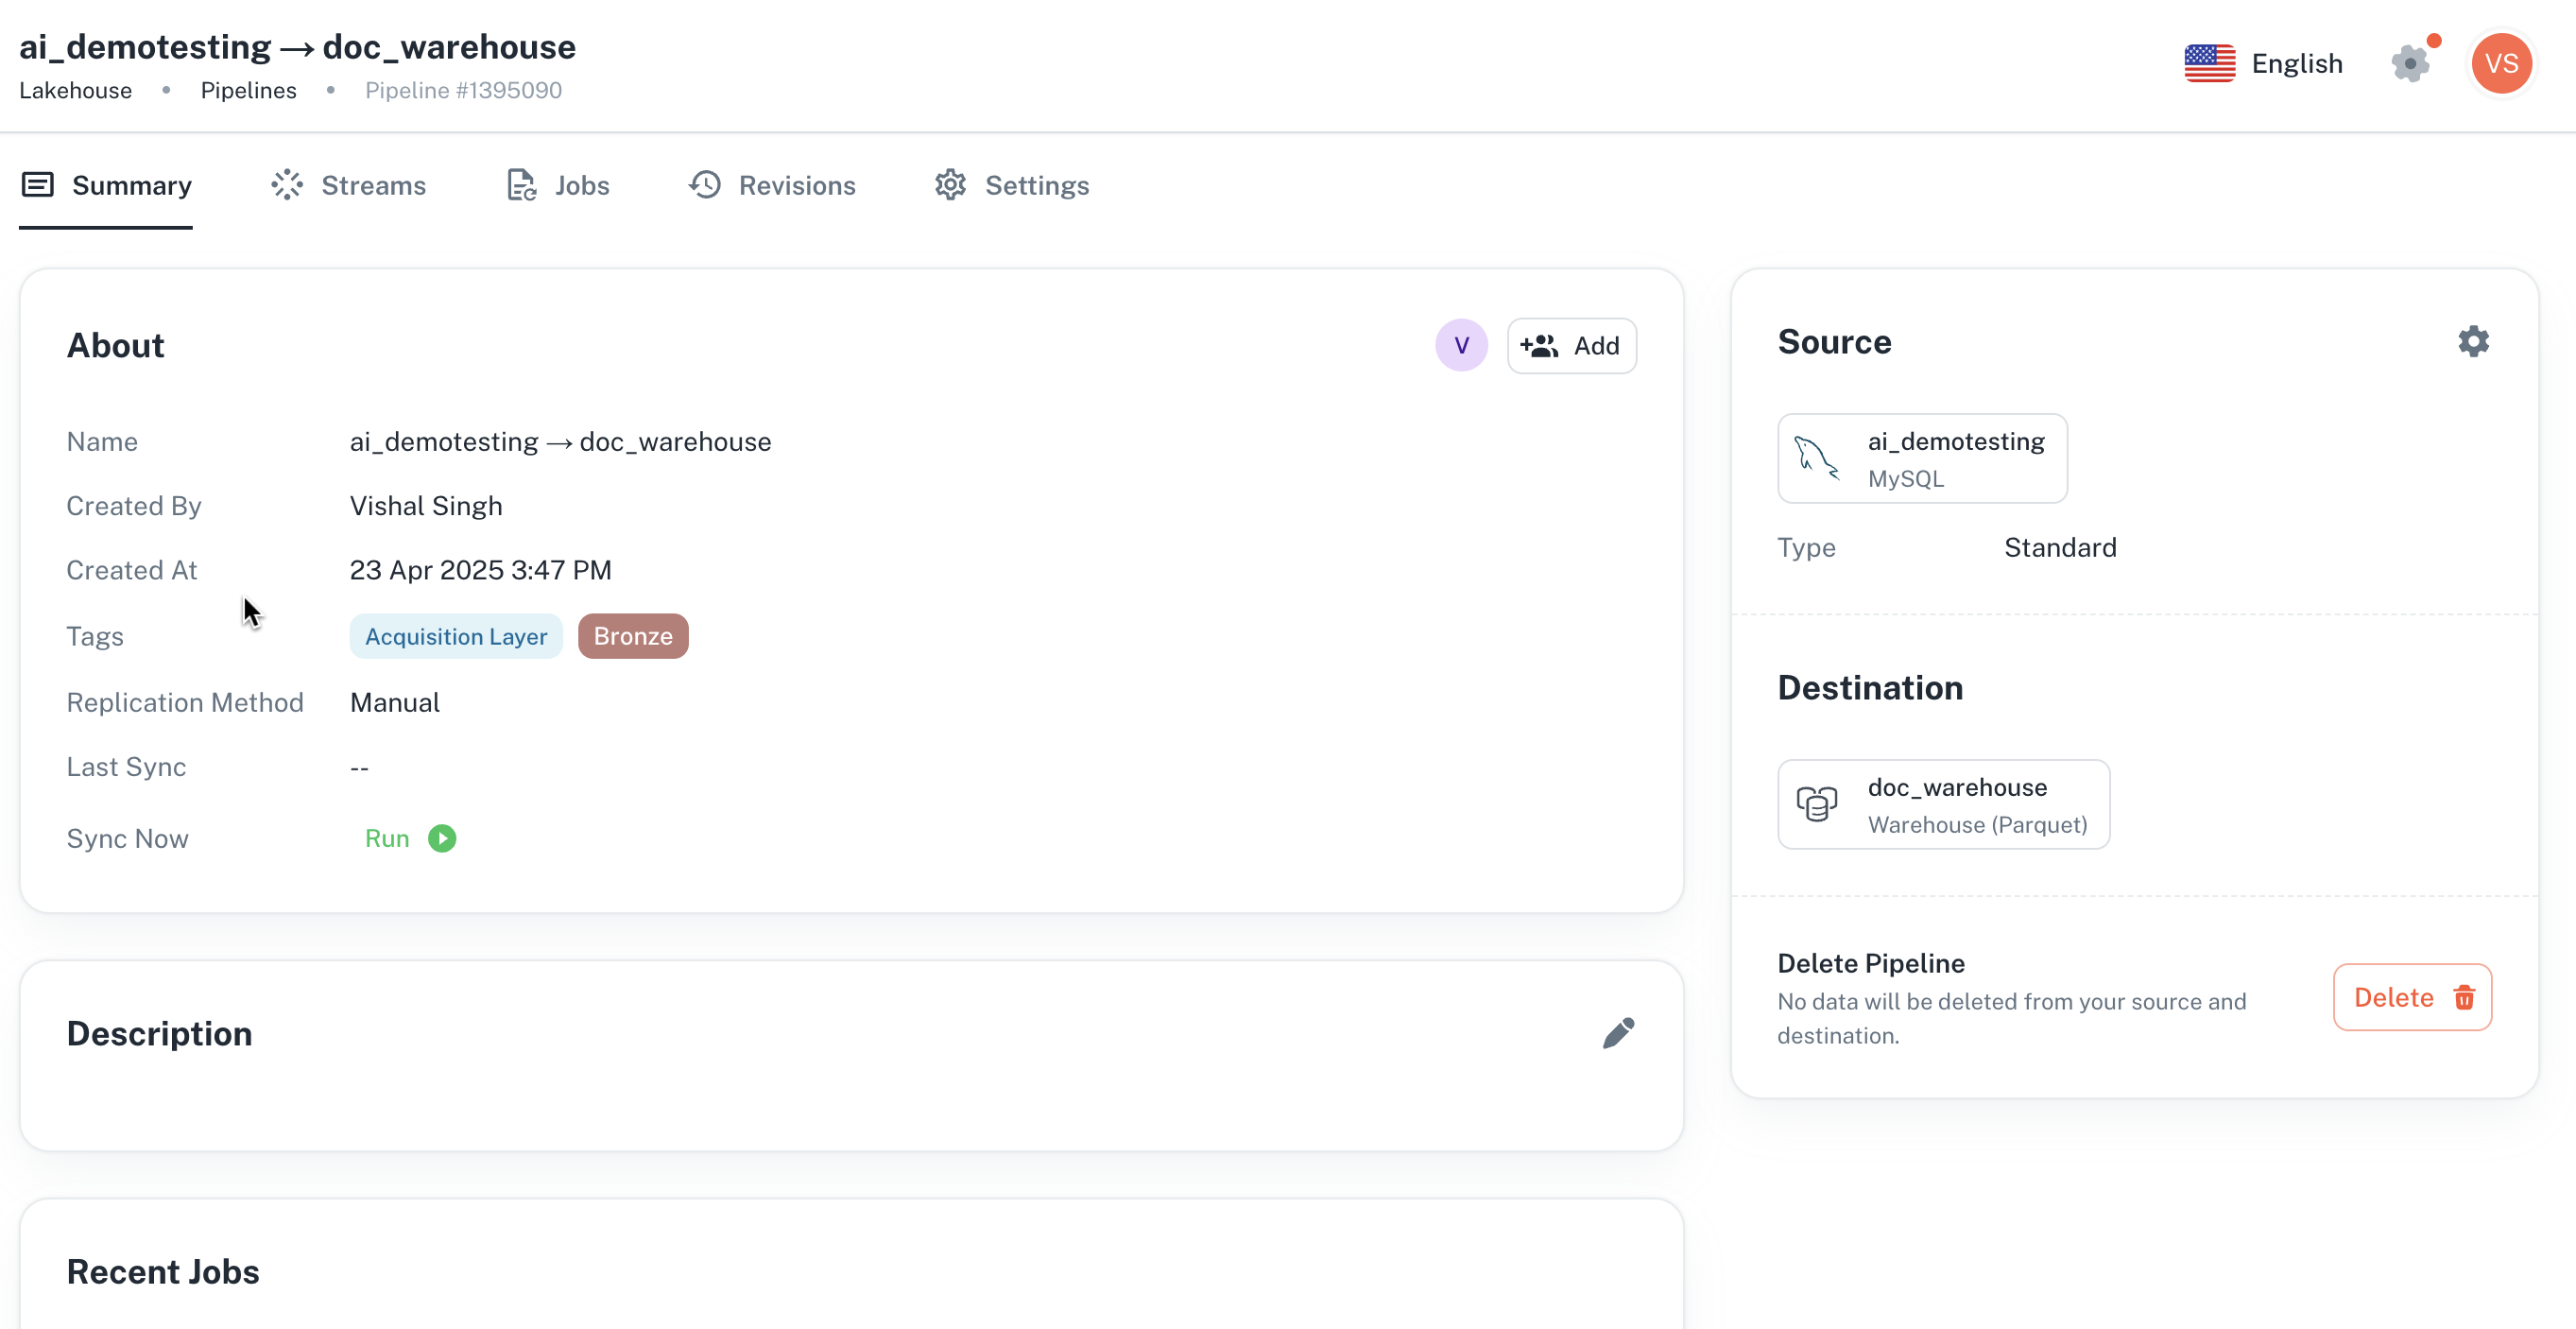 ai_demotesting → doc_warehouse
Lakehouse • Pipelines • Pipeline #1395090
English
VS
Summary
Streams
Jobs
Revisions
Settings
About
V
Add
Name ai_demotesting → doc_warehouse
Created By Vishal Singh
Created At 23 Apr 2025 3:47 PM
Tags Acquisition Layer Bronze
Replication Method Manual
Last Sync --
Sync Now Run
Description
Recent Jobs
Source
ai_demotesting
MySQL
Type Standard
Destination
doc_warehouse
Warehouse (Parquet)
Delete Pipeline
No data will be deleted from your source and
destination.
Delete